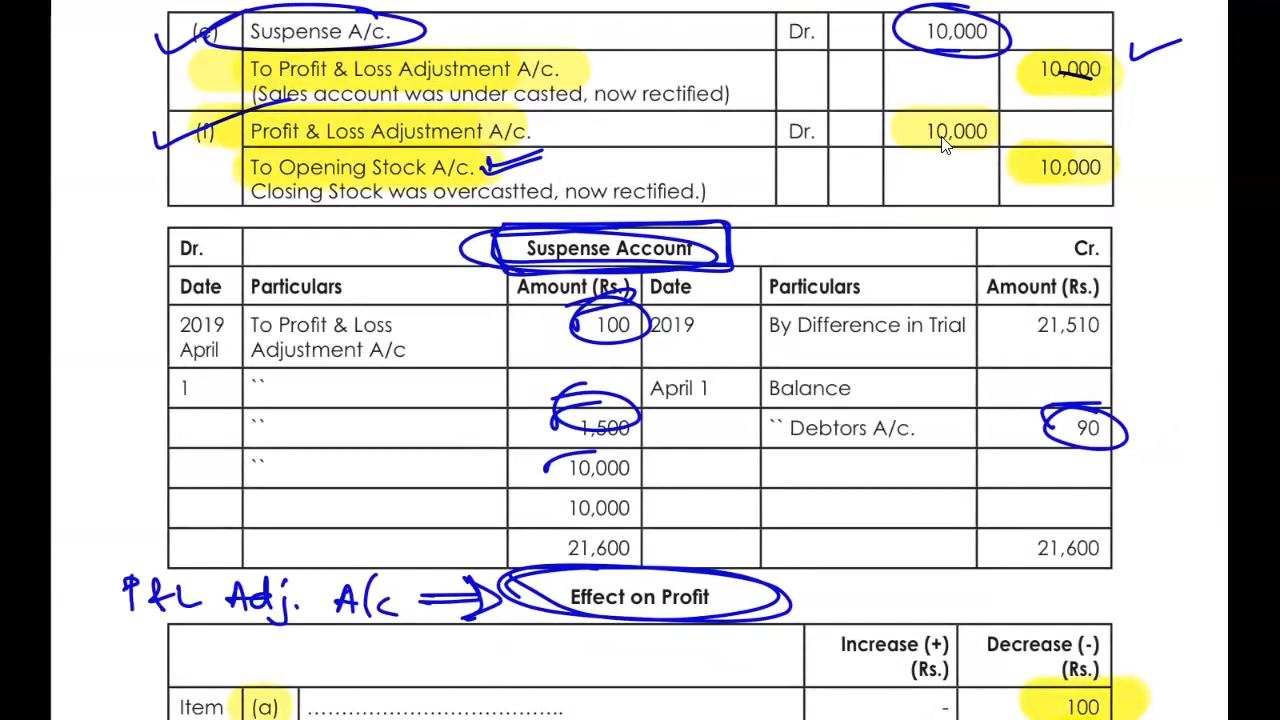 (e) Suspense A/c. Dr. 10,000
To Profit & Loss Adjustment A/c. 10,000
(Sales account was under casted, now rectified)
(f) Profit & Loss Adjustment A/c. Dr. 10,000
To Opening Stock A/c. 10,000
Closing Stock was overcastted, now rectified.)
Dr. Suspense Account Cr.
Date Particulars Amount (Rs.) Date Particulars Amount (Rs.)
2019 To Profit & Loss 100 2019 By Difference in Trial 21,510
April Adjustment A/c
1 `` April 1 Balance
`` 1,500 `` Debtors A/c. 90
`` 10,000
10,000
21,600 21,600
P&L Adj. A/c ⇒ Effect on Profit
Increase (+) Decrease (-)
(Rs.) (Rs.)
Item (a) ………………………………. - 100